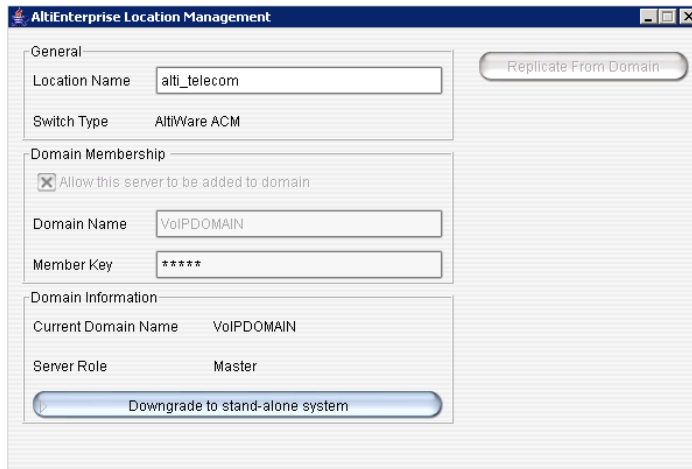 AltiEnterprise Location Management
General
Location Name alti_telecom
Replicate From Domain
Switch Type AltiWare ACM
Domain Membership
Allow this server to be added to domain
Domain Name VoIPDOMAIN
Member Key *****
Domain Information
Current Domain Name VoIPDOMAIN
Server Role Master
Downgrade to stand-alone system